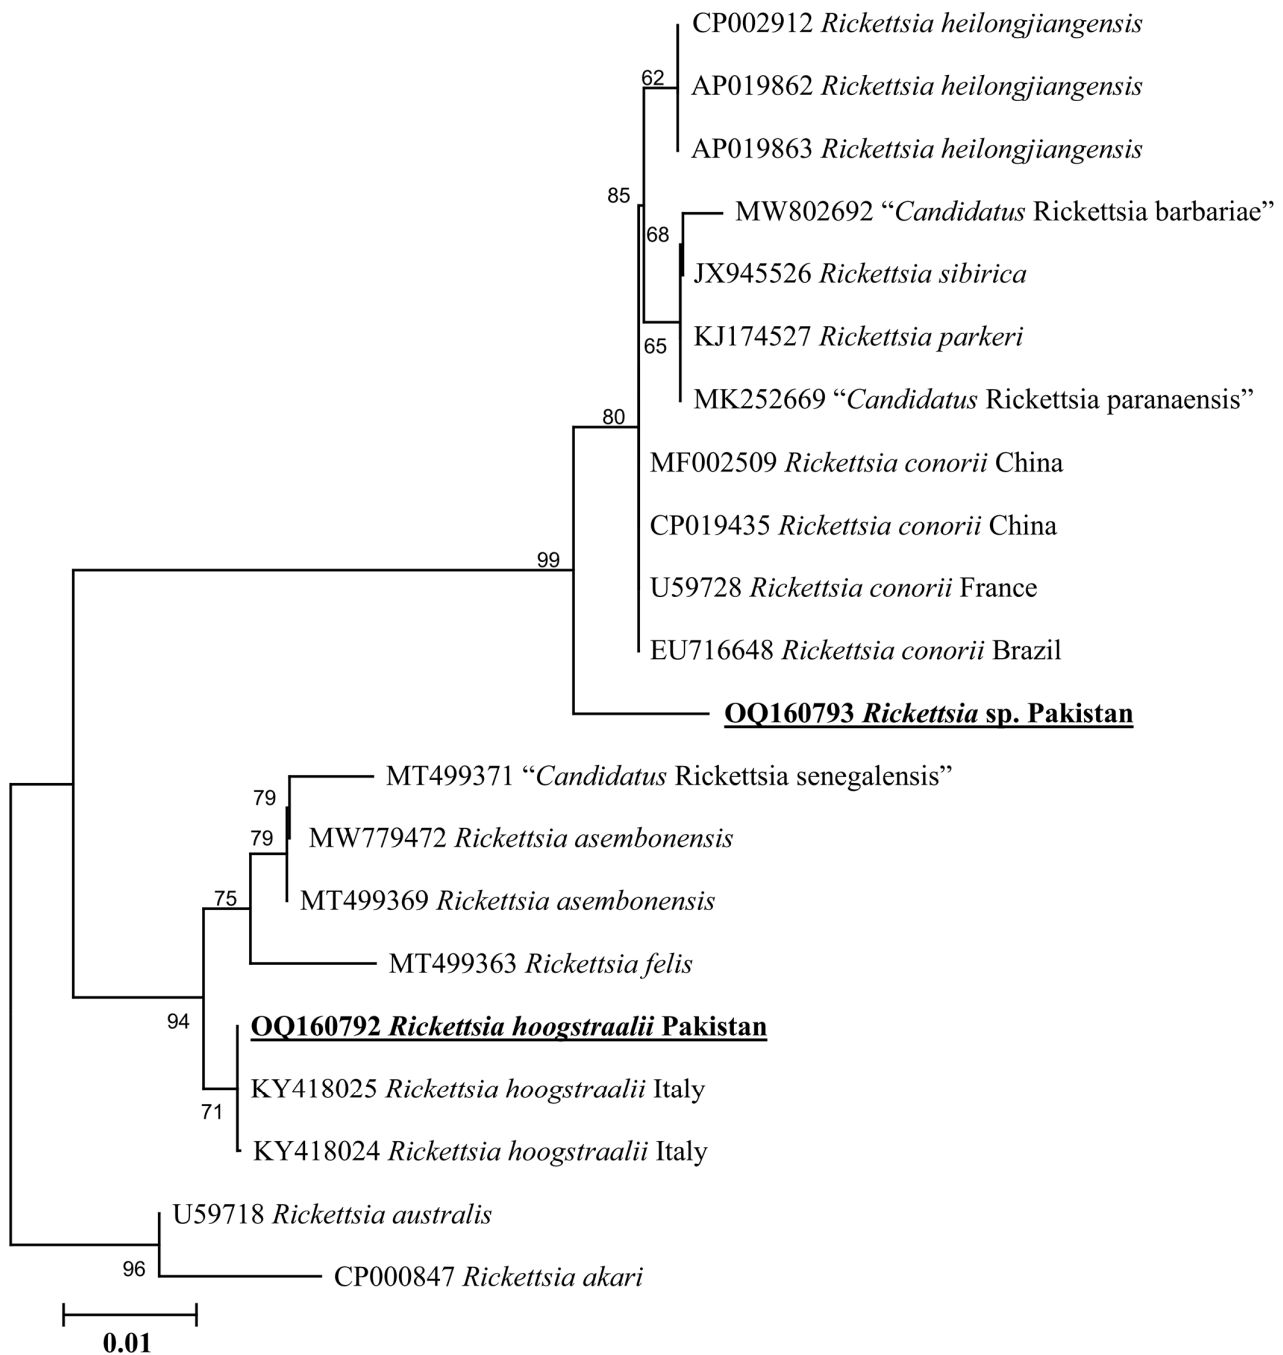 CP002912 Rickettsia heilongjiangensis
62
AP019862 Rickettsia heilongjiangensis
AP019863 Rickettsia heilongjiangensis
85
MW802692 “Candidatus Rickettsia barbariae”
68
JX945526 Rickettsia sibirica
KJ174527 Rickettsia parkeri
65
MK252669 “Candidatus Rickettsia paranaensis”
80
MF002509 Rickettsia conorii China
CP019435 Rickettsia conorii China
99
U59728 Rickettsia conorii France
EU716648 Rickettsia conorii Brazil
OQ160793 Rickettsia sp. Pakistan
MT499371 “Candidatus Rickettsia senegalensis”
79
79
MW779472 Rickettsia asembonensis
75
MT499369 Rickettsia asembonensis
MT499363 Rickettsia felis
94
OQ160792 Rickettsia hoogstraalii Pakistan
KY418025 Rickettsia hoogstraalii Italy
71
KY418024 Rickettsia hoogstraalii Italy
U59718 Rickettsia australis
96
CP000847 Rickettsia akari
0.01